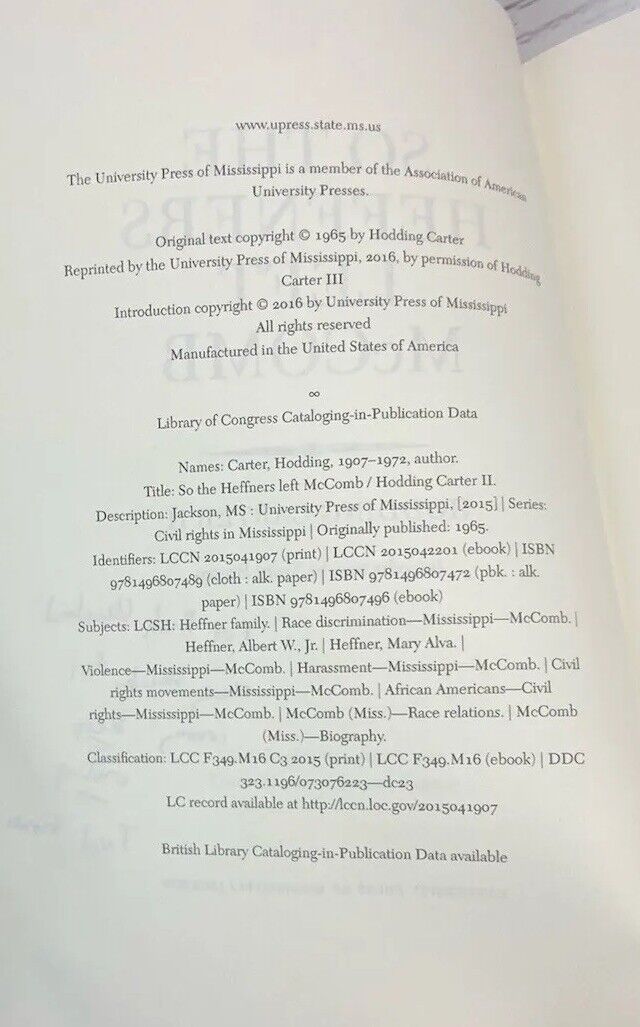 www.upress.state.ms.us
The University Press of Mississippi is a member of the Association of American
University Presses.
Original text copyright © 1965 by Hodding Carter
Reprinted by the University Press of Mississippi, 2016, by permission of Hodding
Carter III
Introduction copyright © 2016 by University Press of Mississippi
All rights reserved
Manufactured in the United States of America
∞
Library of Congress Cataloging-in-Publication Data
Names: Carter, Hodding, 1907–1972, author.
Title: So the Heffners left McComb / Hodding Carter II.
Description: Jackson, MS : University Press of Mississippi, [2015] | Series:
Civil rights in Mississippi | Originally published: 1965.
Identifiers: LCCN 2015041907 (print) | LCCN 2015042201 (ebook) | ISBN
9781496807489 (cloth : alk. paper) | ISBN 9781496807472 (pbk. : alk.
paper) | ISBN 9781496807496 (ebook)
Subjects: LCSH: Heffner family. | Race discrimination—Mississippi—McComb. |
Heffner, Albert W., Jr. | Heffner, Mary Alva. |
Violence—Mississippi—McComb. | Harassment—Mississippi—McComb. | Civil
rights movements—Mississippi—McComb. | African Americans—Civil
rights—Mississippi—McComb. | McComb (Miss.)—Race relations. | McComb
(Miss.)—Biography.
Classification: LCC F349.M16 C3 2015 (print) | LCC F349.M16 (ebook) | DDC
323.1196/073076223—dc23
LC record available at http://lccn.loc.gov/2015041907
British Library Cataloging-in-Publication Data available